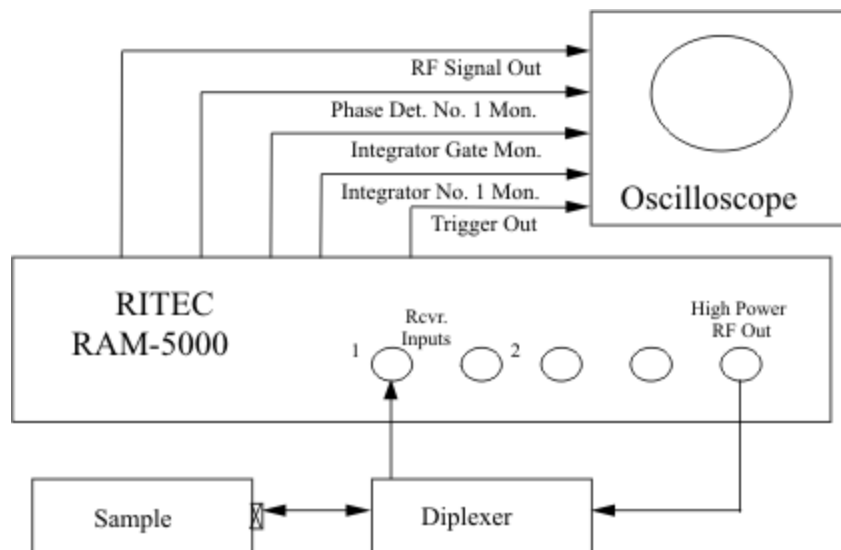 RF Signal Out
Phase Det. No. 1 Mon.
Integrator Gate Mon.
Integrator No. 1 Mon.
Trigger Out
Oscilloscope
RITEC
RAM-5000
Rcvr.
Inputs
1
2
High Power
RF Out
Sample
Diplexer